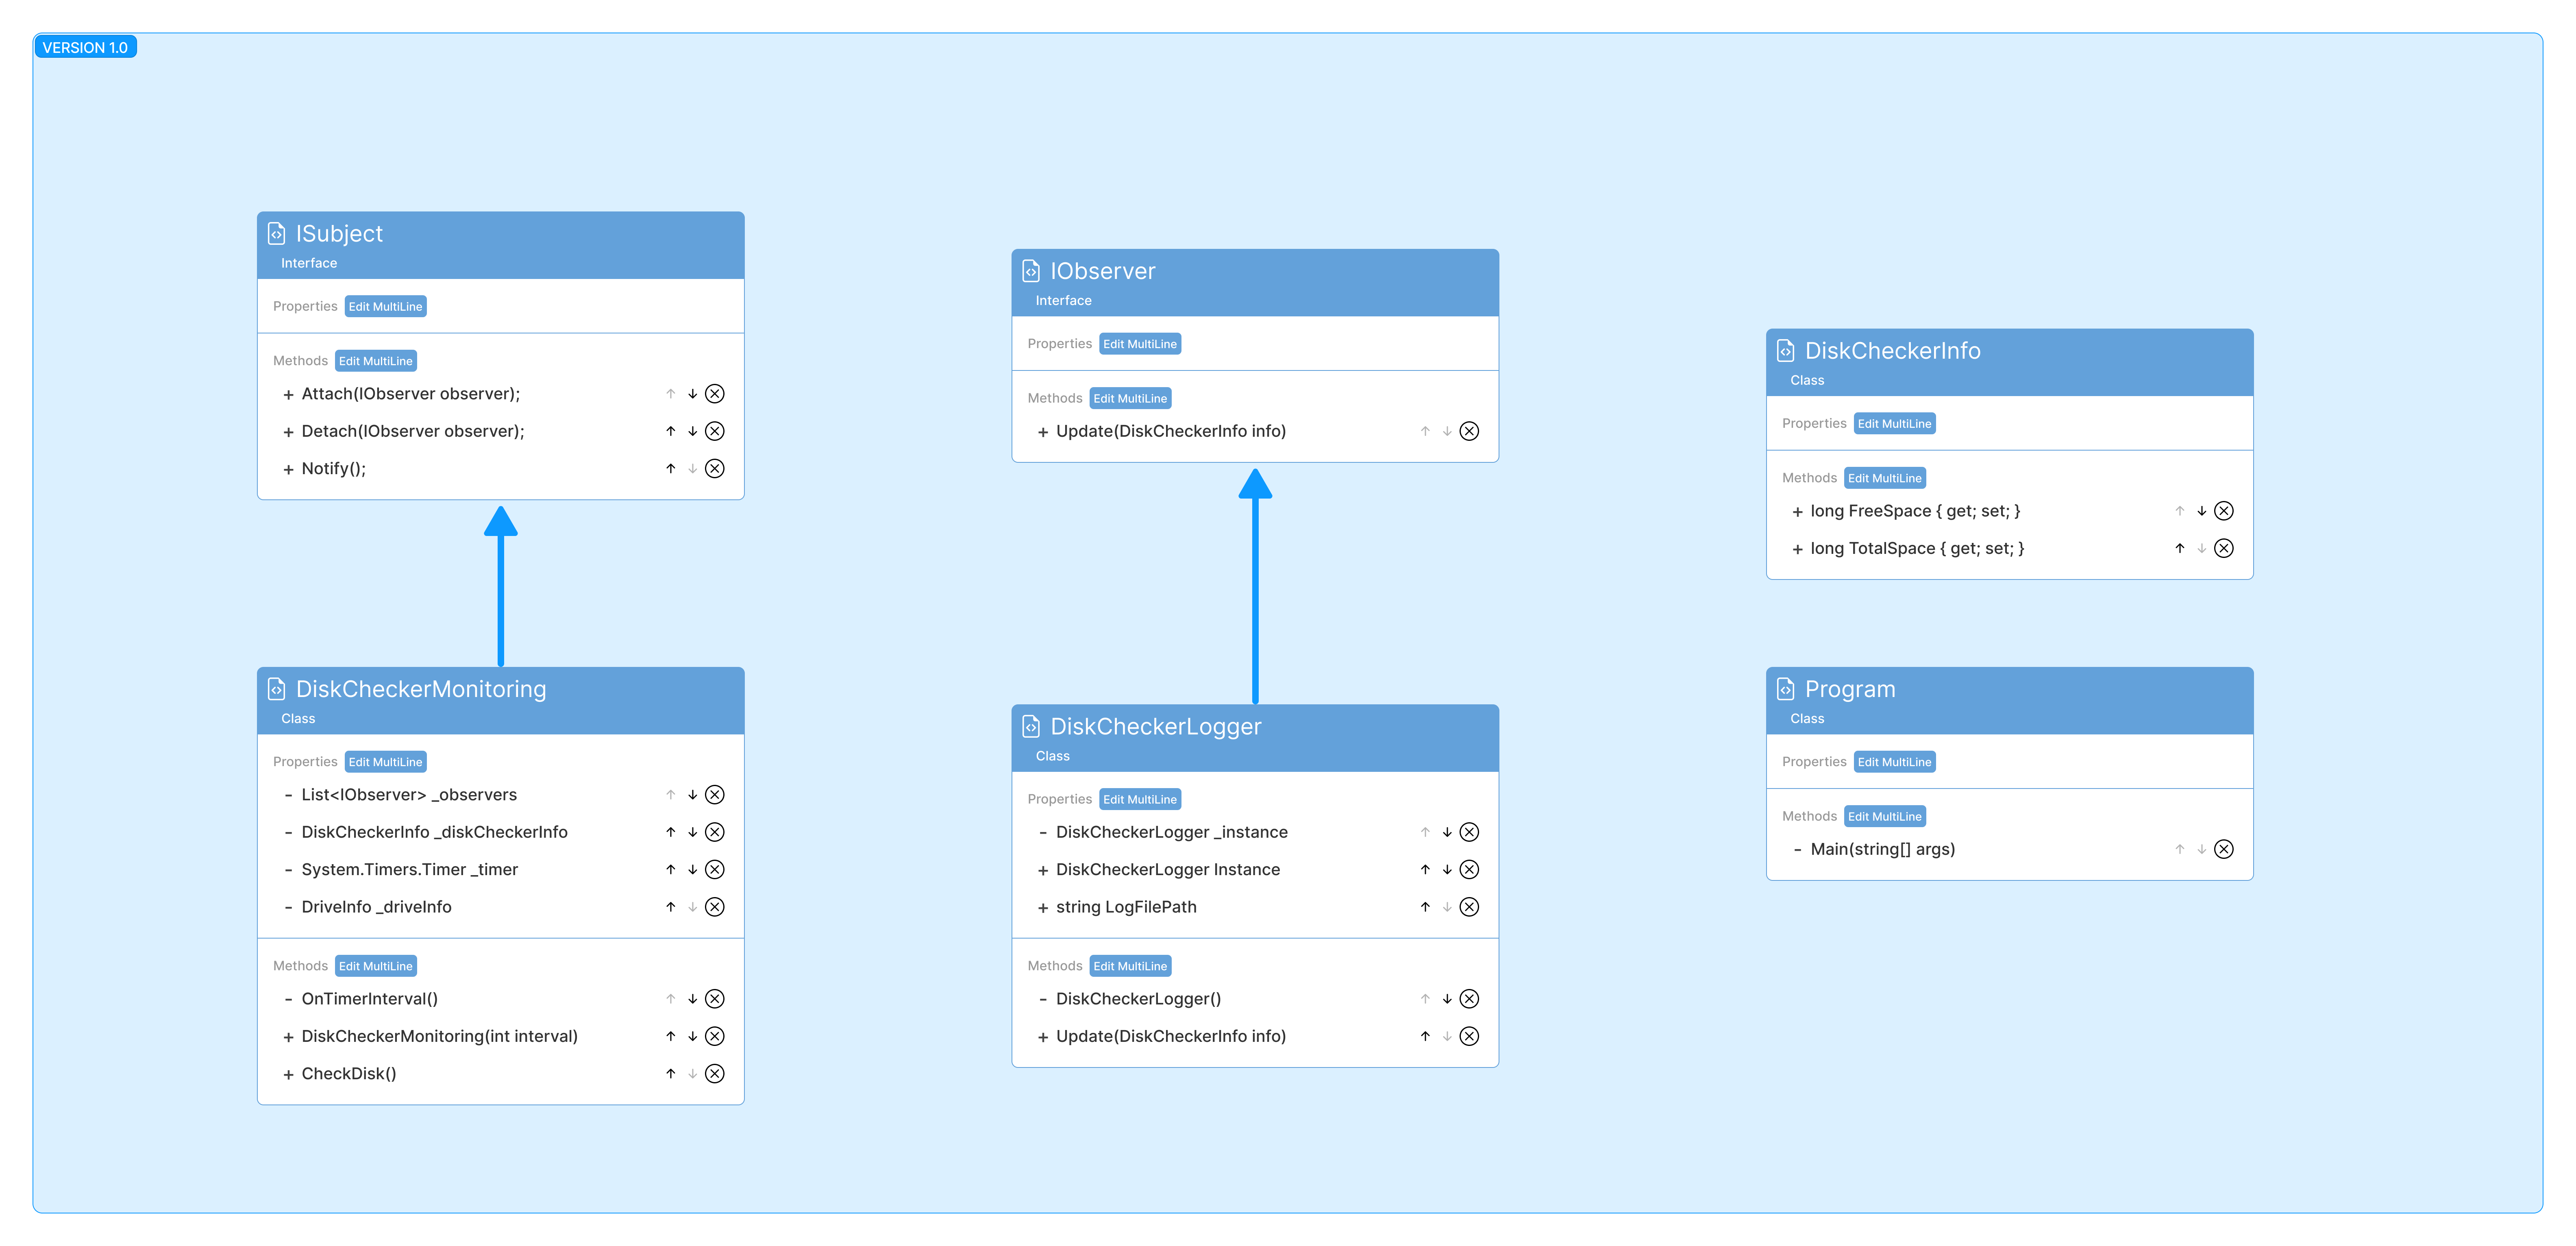 VERSION 1.0
ISubject
Interface
Properties Edit MultiLine
Methods Edit MultiLine
+ Attach(IObserver observer);
+ Detach(IObserver observer);
+ Notify();
IObserver
Interface
Properties Edit MultiLine
Methods Edit MultiLine
+ Update(DiskCheckerInfo info)
DiskCheckerInfo
Class
Properties Edit MultiLine
Methods Edit MultiLine
+ long FreeSpace { get; set; }
+ long TotalSpace { get; set; }
DiskCheckerMonitoring
Class
Properties Edit MultiLine
- List<IObserver> _observers
- DiskCheckerInfo _diskCheckerInfo
- System.Timers.Timer _timer
- DriveInfo _driveInfo
Methods Edit MultiLine
- OnTimerInterval()
+ DiskCheckerMonitoring(int interval)
+ CheckDisk()
DiskCheckerLogger
Class
Properties Edit MultiLine
- DiskCheckerLogger _instance
+ DiskCheckerLogger Instance
+ string LogFilePath
Methods Edit MultiLine
- DiskCheckerLogger()
+ Update(DiskCheckerInfo info)
Program
Class
Properties Edit MultiLine
Methods Edit MultiLine
- Main(string[] args)